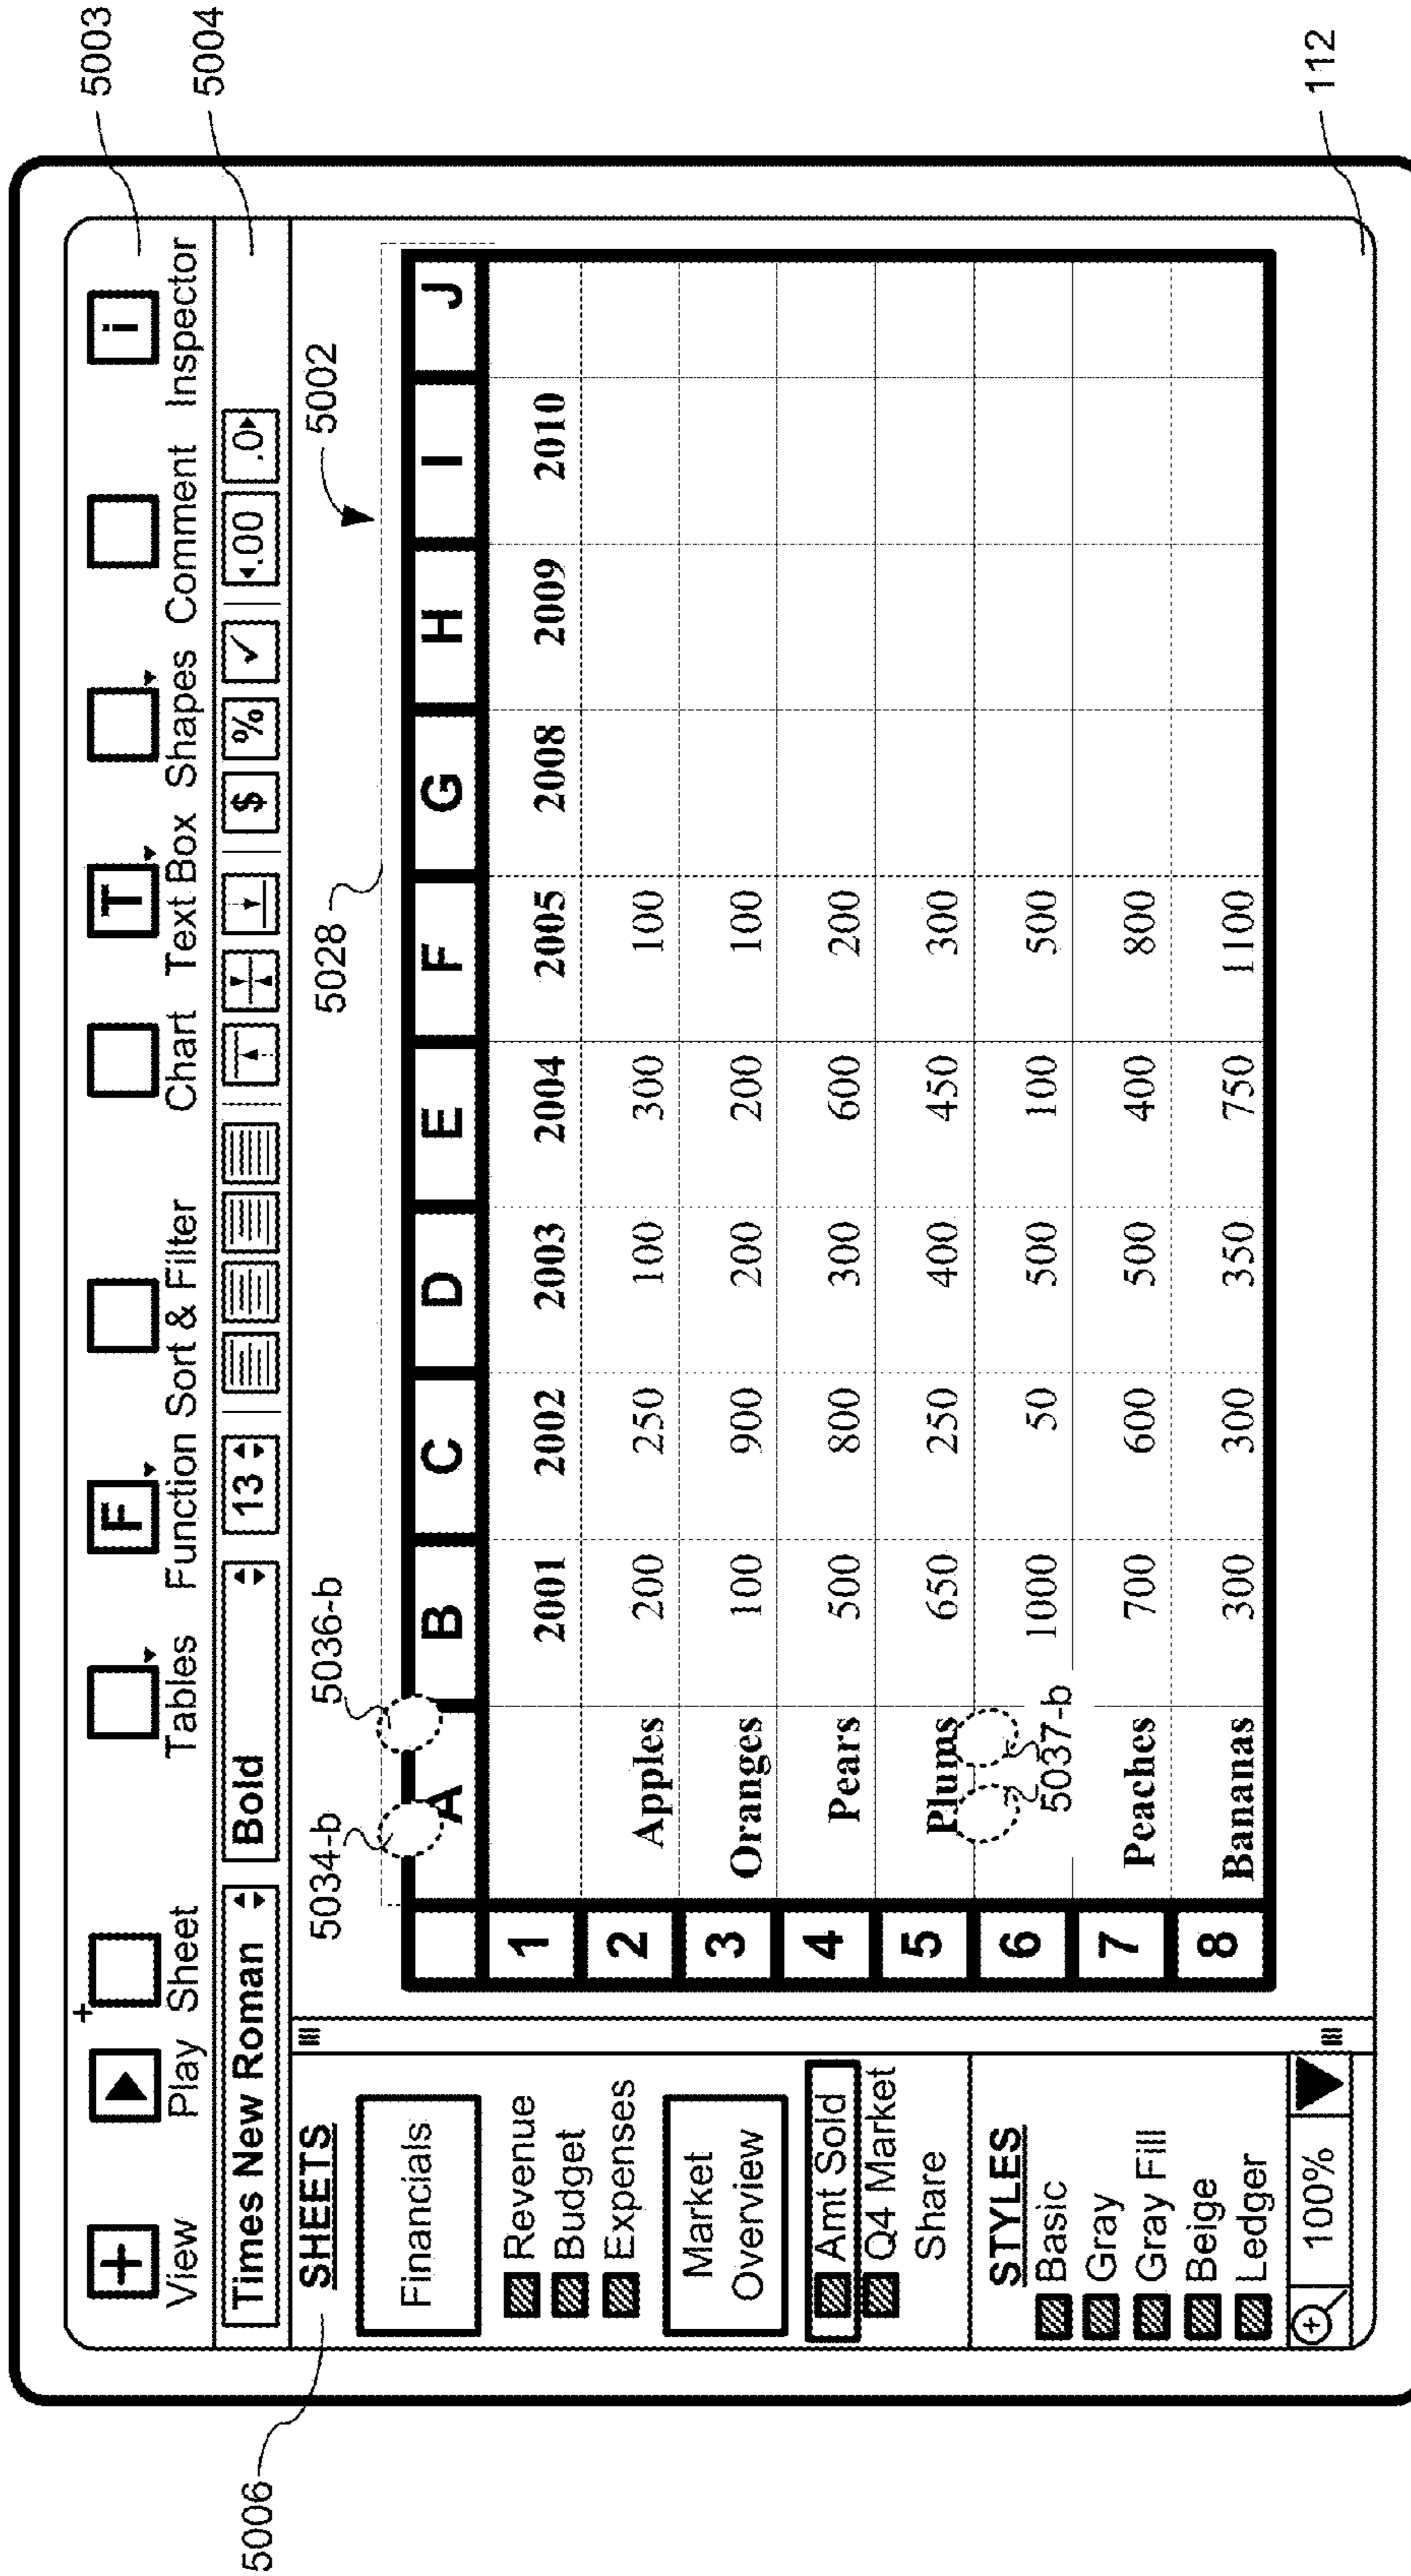 5003
View Play Sheet Tables Function Sort & Filter Chart Text Box Shapes Comment Inspector
+ F T i
5004
Times New Roman Bold 13 $ % ✓ .00 .0
5006
SHEETS
Financials
Revenue
Budget
Expenses
Market
Overview
Amt Sold
Q4 Market
Share
STYLES
Basic
Gray
Gray Fill
Beige
Ledger
100%
5034-b 5036-b 5028 5002
A B C D E F G H I J
1 2001 2002 2003 2004 2005 2008 2009 2010
2 Apples 200 250 100 300 100
3 Oranges 100 900 200 200 100
4 Pears 500 800 300 600 200
5 Plums 650 250 400 450 300
6 1000 50 500 100 500
5037-b
7 Peaches 700 600 500 400 800
8 Bananas 300 300 350 750 1100
112